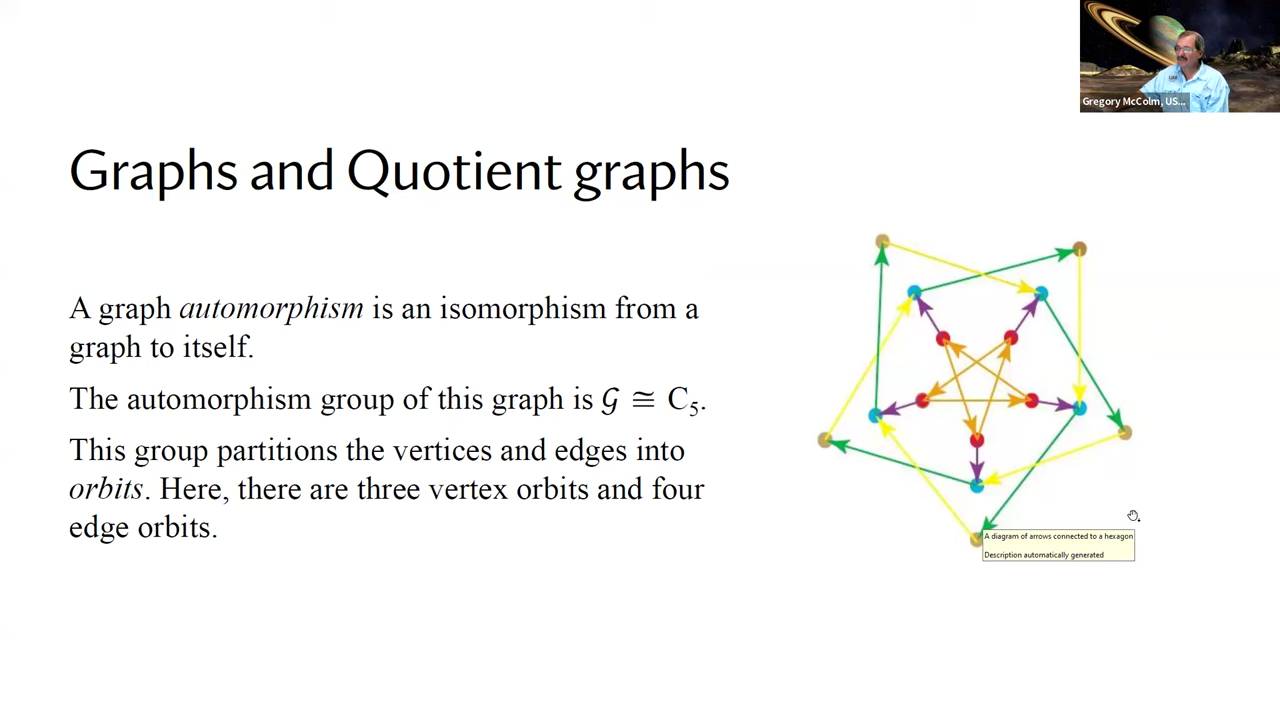 Gregory McColm, US...
Graphs and Quotient graphs
A graph automorphism is an isomorphism from a
graph to itself.
The automorphism group of this graph is 𝒢 ≅ C₅.
This group partitions the vertices and edges into
orbits. Here, there are three vertex orbits and four
edge orbits.
A diagram of arrows connected to a hexagon
Description automatically generated